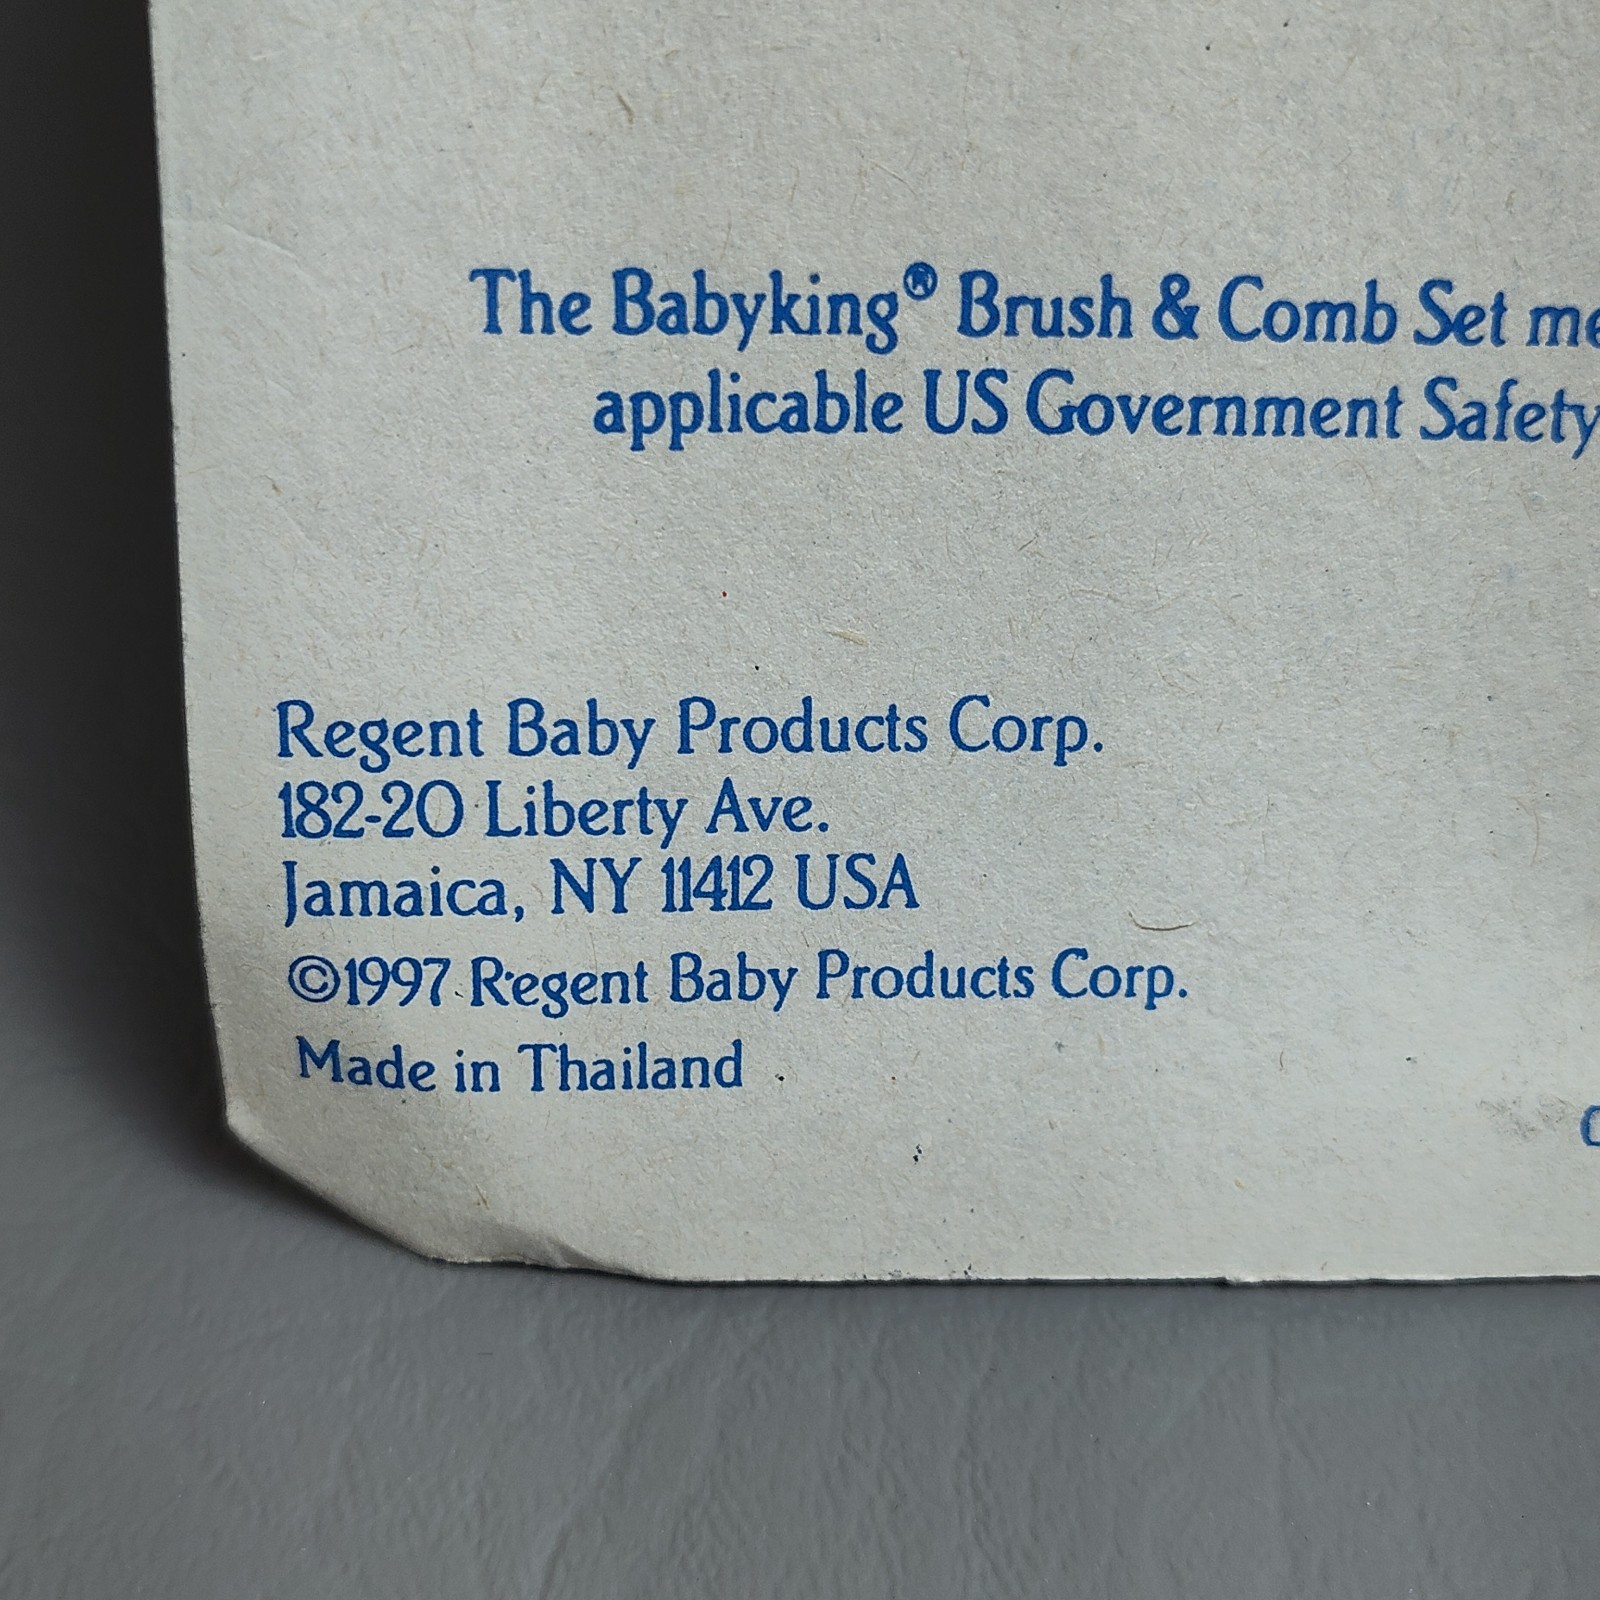 The Babyking® Brush & Comb Set
applicable US Government Safety
Regent Baby Products Corp.
182-20 Liberty Ave.
Jamaica, NY 11412 USA
©1997 Regent Baby Products Corp.
Made in Thailand